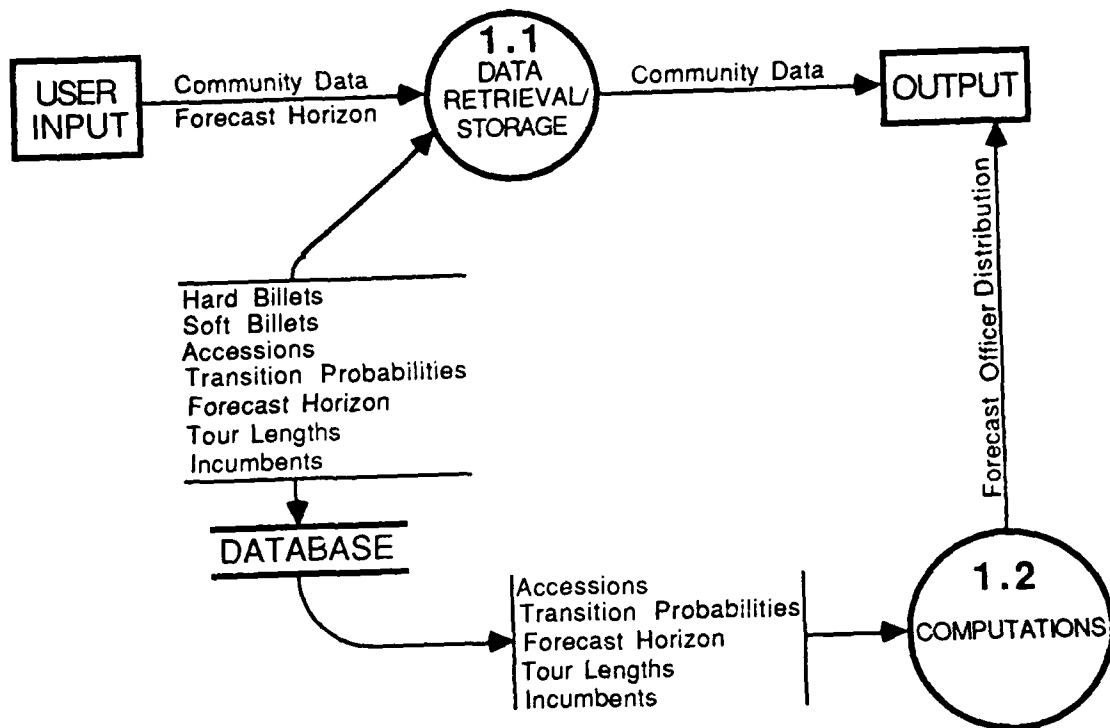 USER
INPUT
Community Data
Forecast Horizon
1.1
DATA
RETRIEVAL/
STORAGE
Community Data
OUTPUT
Hard Billets
Soft Billets
Accessions
Transition Probabilities
Forecast Horizon
Tour Lengths
Incumbents
DATABASE
Accessions
Transition Probabilities
Forecast Horizon
Tour Lengths
Incumbents
1.2
COMPUTATIONS
Forecast Officer Distribution